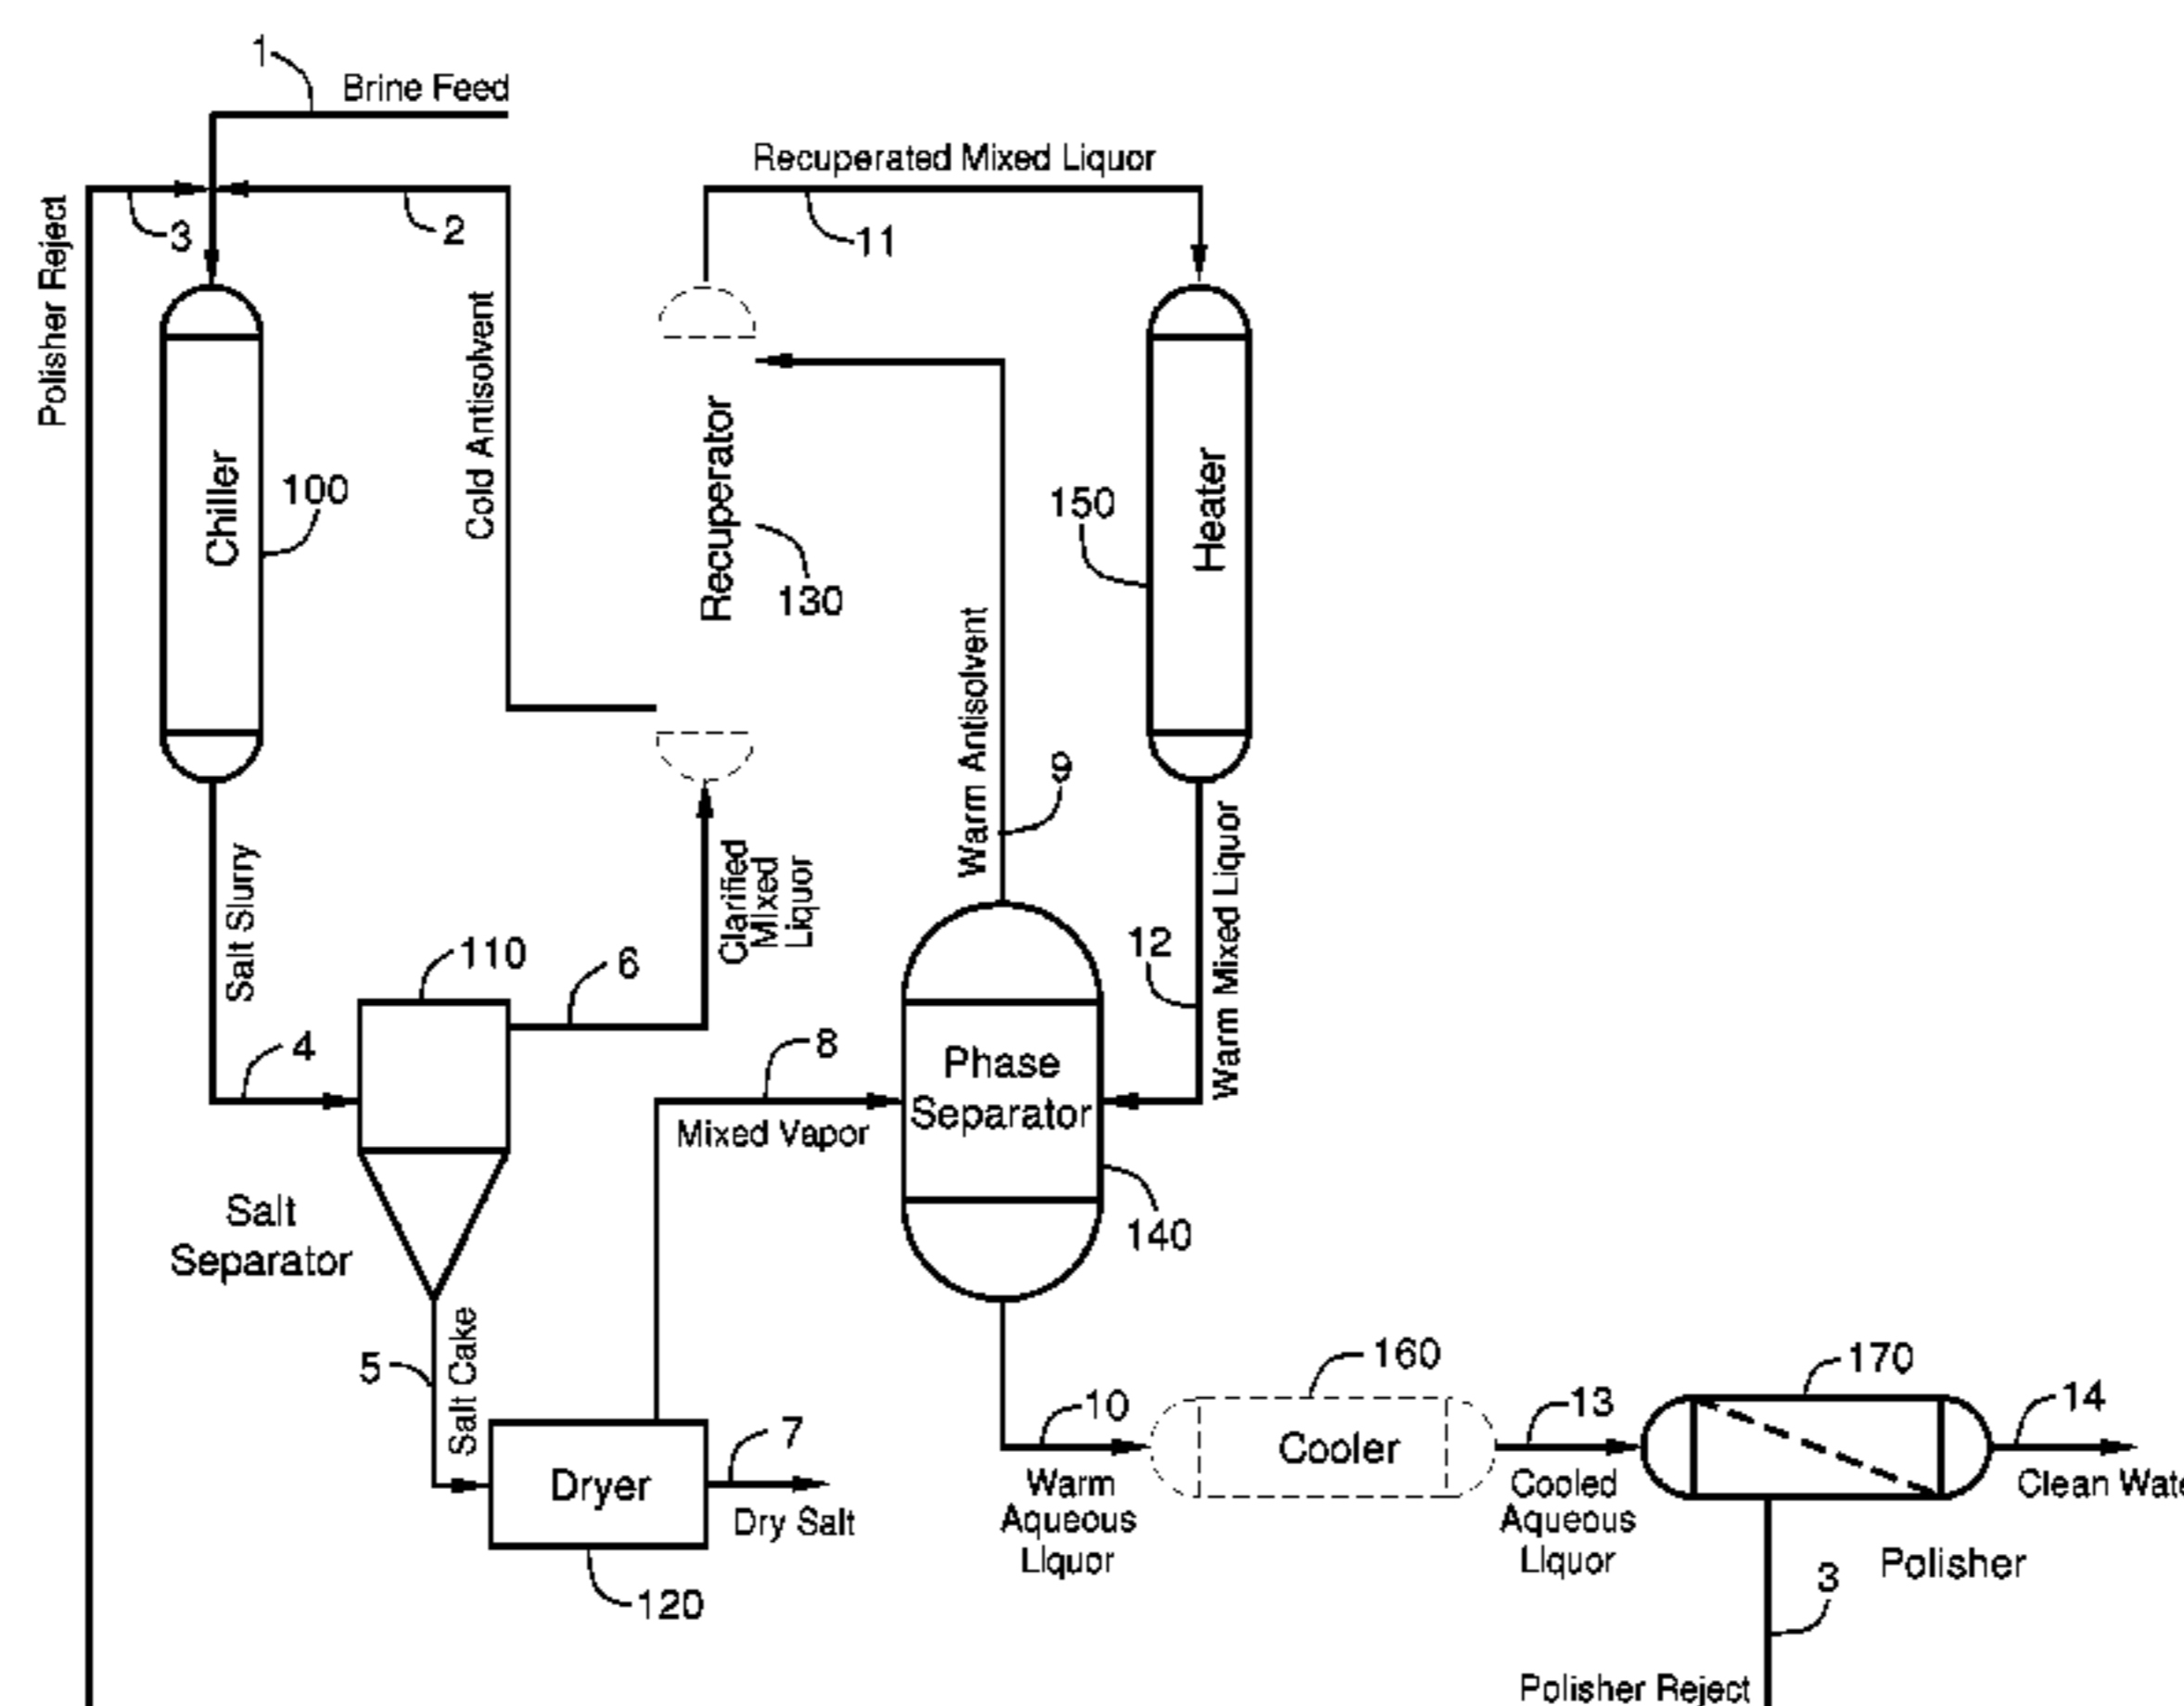 1
Brine Feed
Recuperated Mixed Liquor
Polisher Reject
3
2
11
Cold Antisolvent
Chiller
100
Recuperator
130
150
Heater
Warm Antisolvent
9
Salt Slurry
Clarified
Mixed
Liquor
12
Warm Mixed Liquor
110
6
4
8
Mixed Vapor
Phase
Separator
140
Salt
Separator
5
Salt Cake
Dryer
7
Dry Salt
120
10
Warm
Aqueous
Liquor
160
Cooler
13
Cooled
Aqueous
Liquor
170
14
Clean Wate
Polisher
3
Polisher Reject